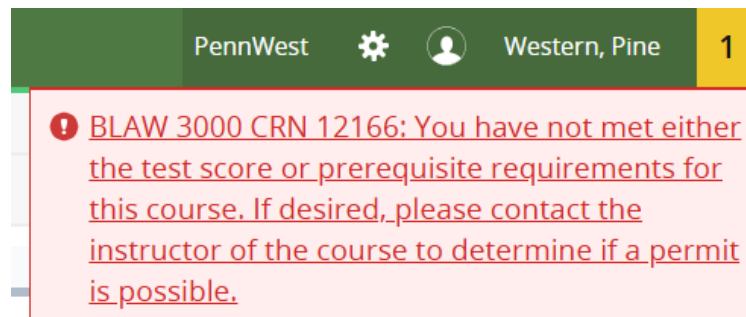 PennWest Western, Pine 1
BLAW 3000 CRN 12166: You have not met either
the test score or prerequisite requirements for
this course. If desired, please contact the
instructor of the course to determine if a permit
is possible.